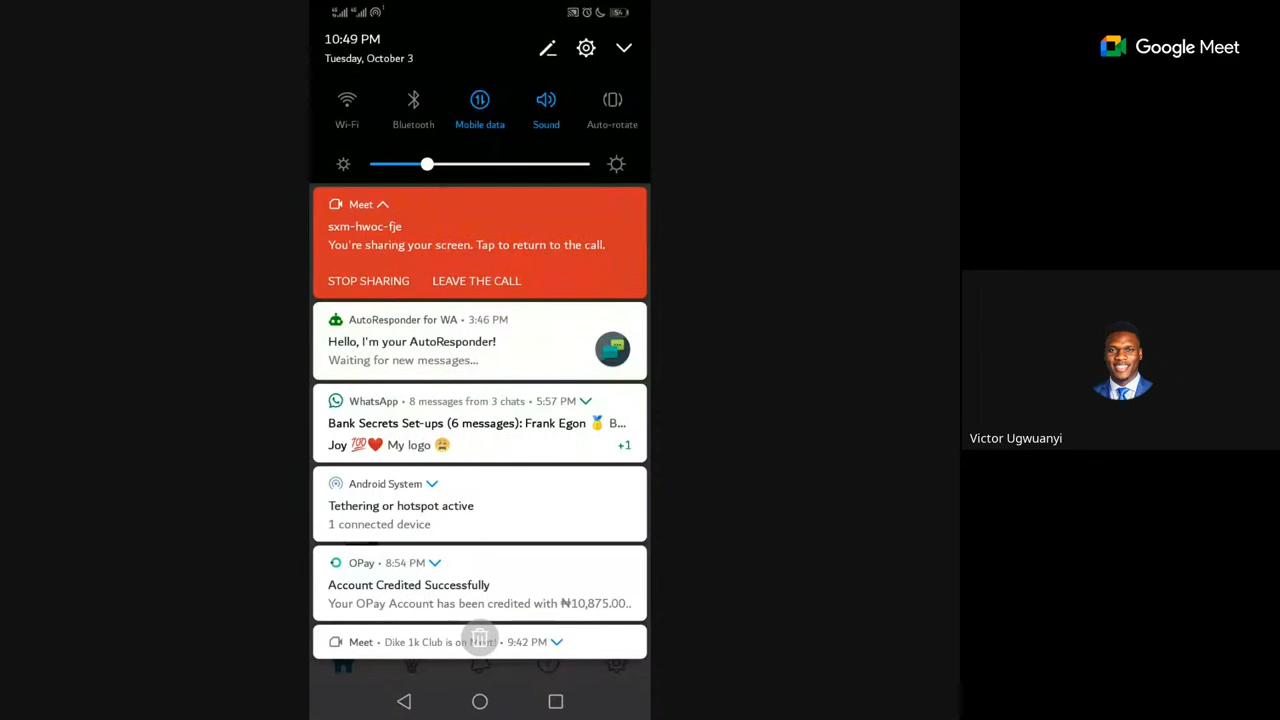 10:49 PM
Tuesday, October 3
Wi-Fi
Bluetooth
Mobile data
Sound
Auto-rotate
Meet
sxm-hwoc-fje
You're sharing your screen. Tap to return to the call.
STOP SHARING LEAVE THE CALL
AutoResponder for WA • 3:46 PM
Hello, I'm your AutoResponder!
Waiting for new messages...
WhatsApp • 8 messages from 3 chats • 5:57 PM
Bank Secrets Set-ups (6 messages): Frank Egon 🥇 B...
Joy 💯❤️ My logo 😩 +1
Android System
Tethering or hotspot active
1 connected device
OPay • 8:54 PM
Account Credited Successfully
Your OPay Account has been credited with ₦10,875.00..
Meet • Dike 1k Club is on • 9:42 PM
Google Meet
Victor Ugwuanyi